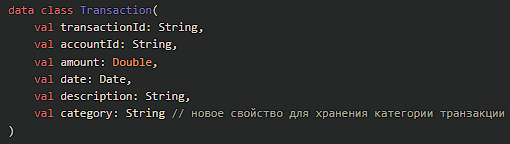 data class Transaction(
    val transactionId: String,
    val accountId: String,
    val amount: Double,
    val date: Date,
    val description: String,
    val category: String // новое свойство для хранения категории транзакции
)